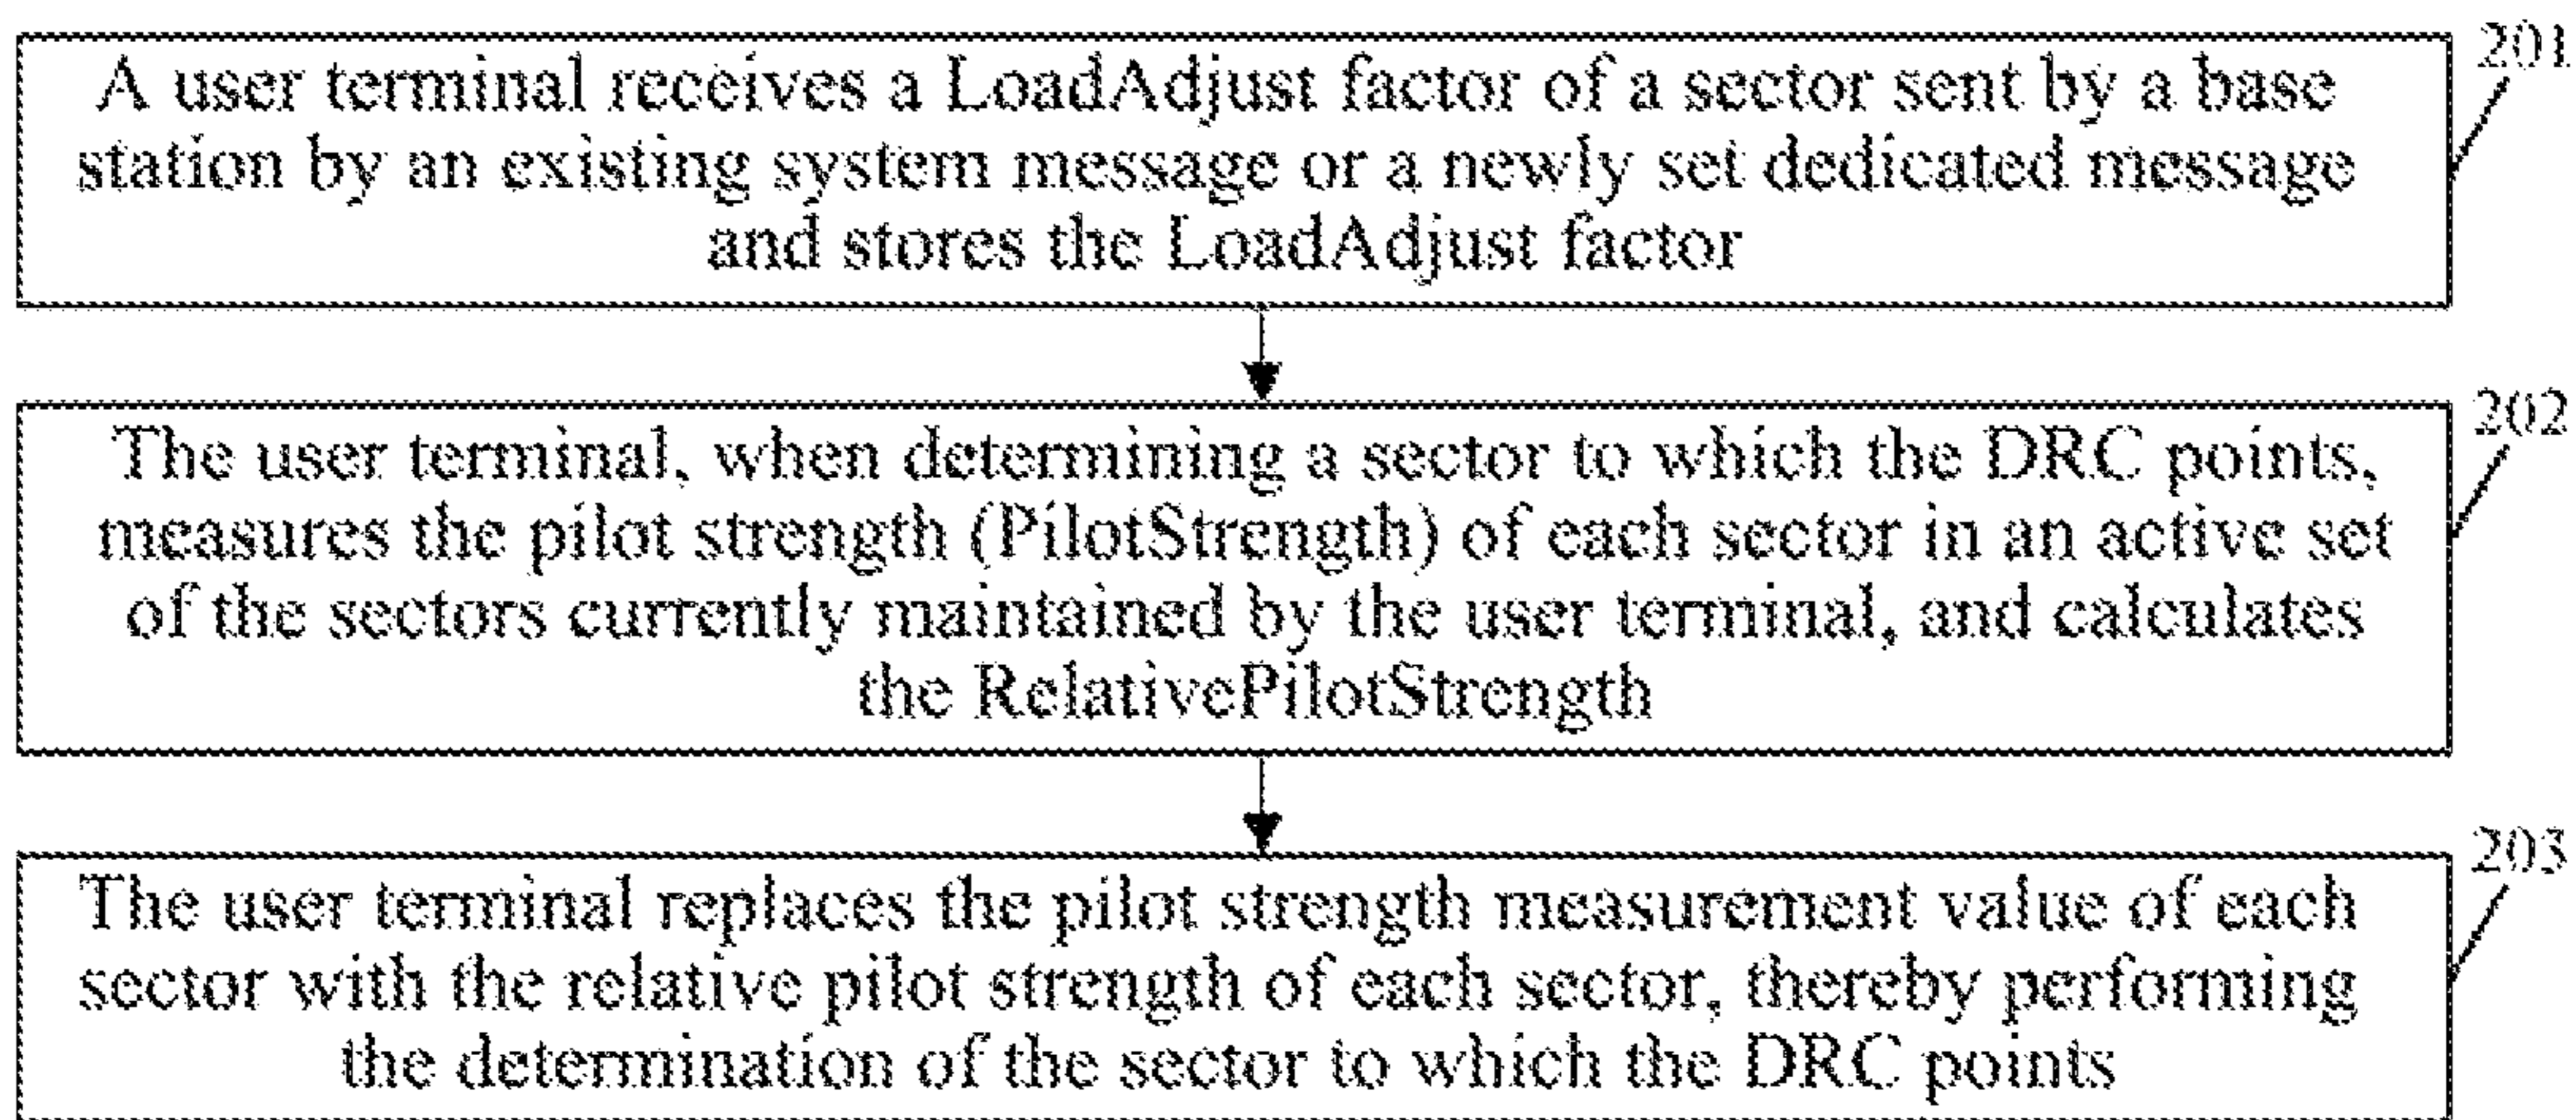 201
A user terminal receives a LoadAdjust factor of a sector sent by a base
station by an existing system message or a newly set dedicated message
and stores the LoadAdjust factor
202
The user terminal, when determining a sector to which the DRC points,
measures the pilot strength (PilotStrength) of each sector in an active set
of the sectors currently maintained by the user terminal, and calculates
the RelativePilotStrength
203
The user terminal replaces the pilot strength measurement value of each
sector with the relative pilot strength of each sector, thereby performing
the determination of the sector to which the DRC points